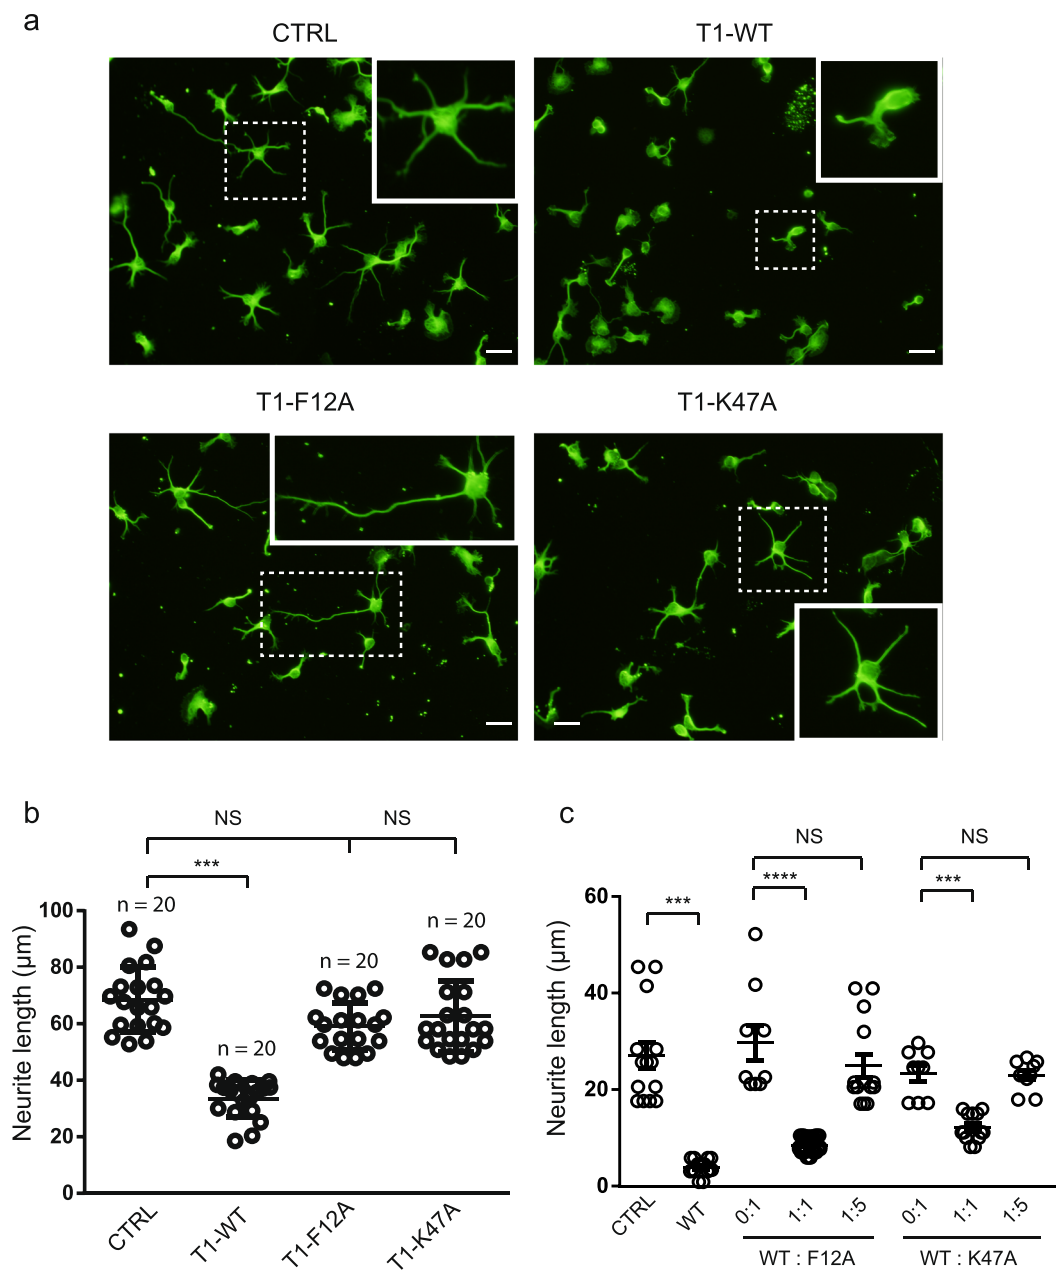 a
CTRL
T1-WT
T1-F12A
T1-K47A
b
NS
NS
***
n = 20
n = 20
n = 20
n = 20
Neurite length (μm)
100
80
60
40
20
0
CTRL
T1-WT
T1-F12A
T1-K47A
c
NS
NS
***
****
***
Neurite length (μm)
60
40
20
0
CTRL
WT
0:1
1:1
1:5
0:1
1:1
1:5
WT : F12A
WT : K47A